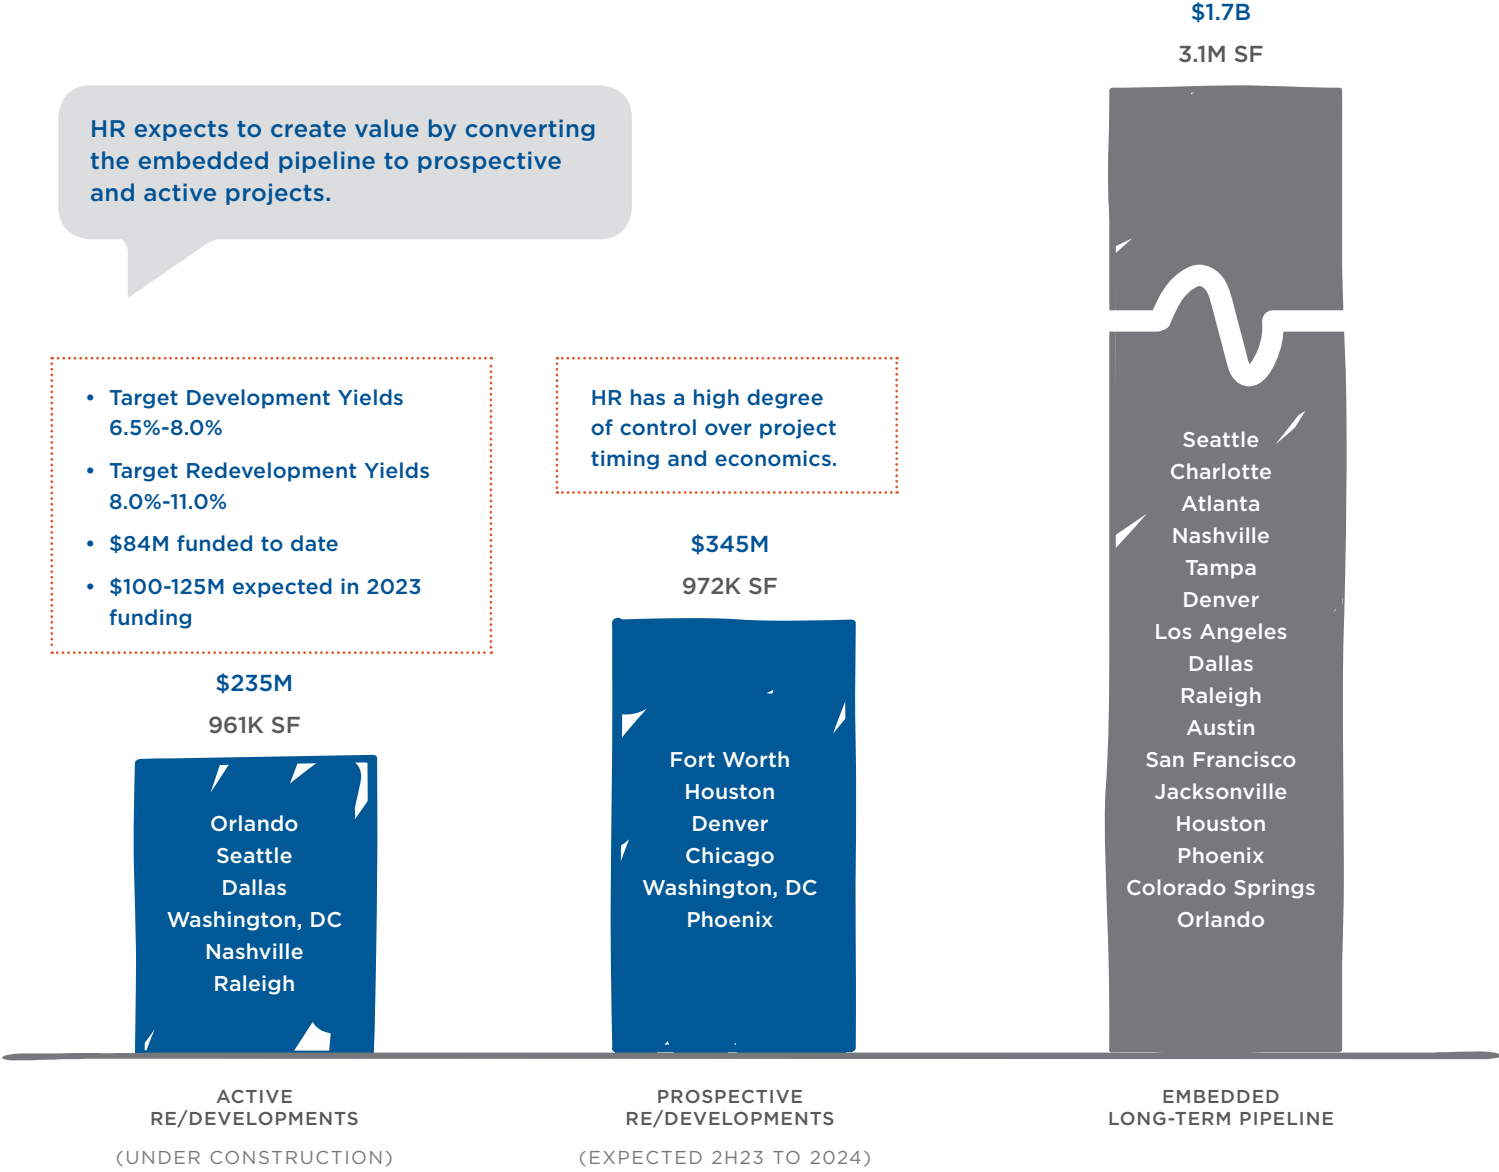 $1.7B
3.1M SF
HR expects to create value by converting
the embedded pipeline to prospective
and active projects.
• Target Development Yields
6.5%-8.0%
• Target Redevelopment Yields
8.0%-11.0%
• $84M funded to date
• $100-125M expected in 2023
funding
$235M
961K SF
Orlando
Seattle
Dallas
Washington, DC
Nashville
Raleigh
ACTIVE
RE/DEVELOPMENTS
(UNDER CONSTRUCTION)
HR has a high degree
of control over project
timing and economics.
$345M
972K SF
Fort Worth
Houston
Denver
Chicago
Washington, DC
Phoenix
PROSPECTIVE
RE/DEVELOPMENTS
(EXPECTED 2H23 TO 2024)
Seattle
Charlotte
Atlanta
Nashville
Tampa
Denver
Los Angeles
Dallas
Raleigh
Austin
San Francisco
Jacksonville
Houston
Phoenix
Colorado Springs
Orlando
EMBEDDED
LONG-TERM PIPELINE